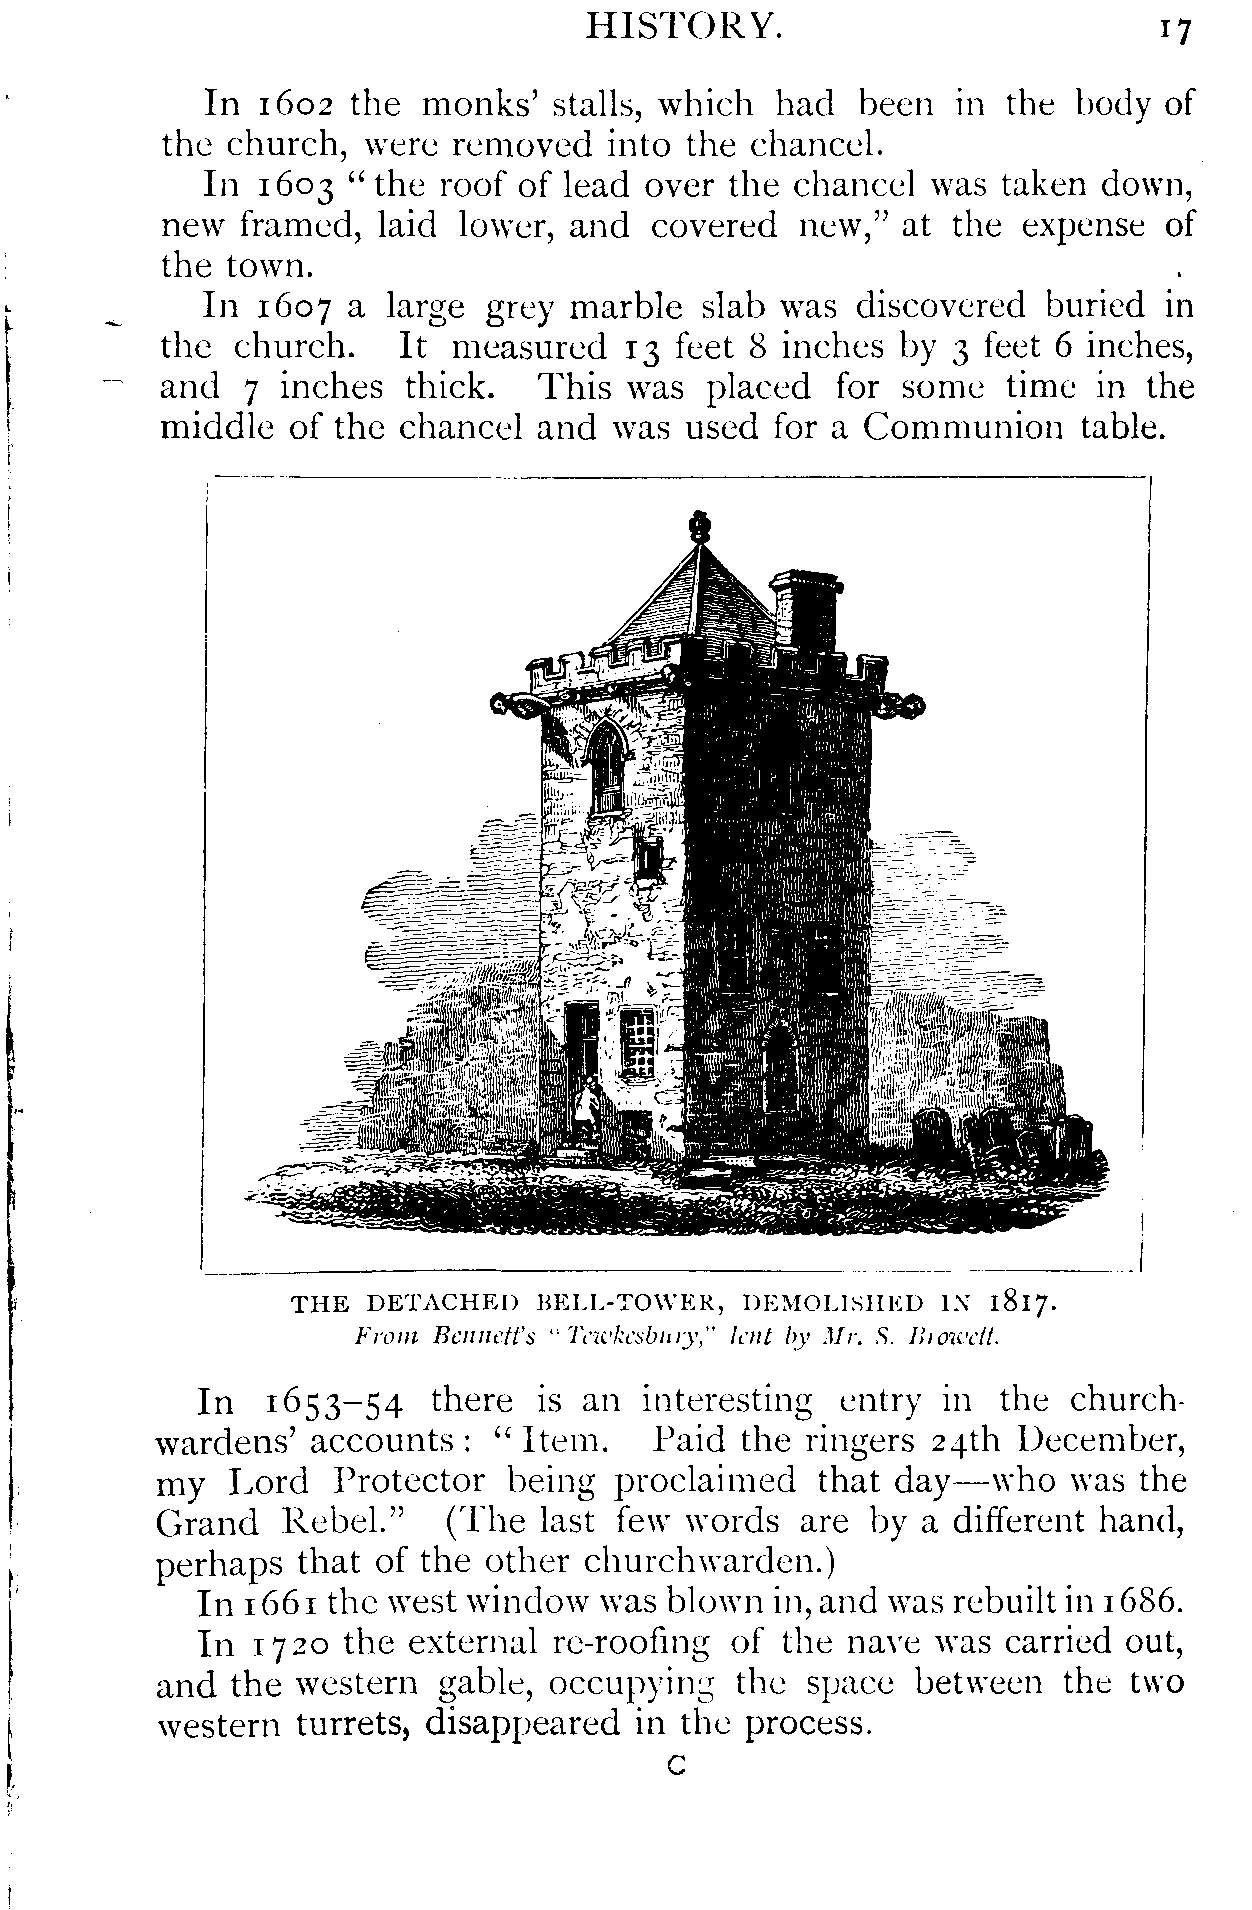 HISTORY. 17
In 1602 the monks' stalls, which had been in the body of
the church, were removed into the chancel.
In 1603 “the roof of lead over the chancel was taken down,
new framed, laid lower, and covered new,” at the expense of
the town.
In 1607 a large grey marble slab was discovered buried in
the church. It measured 13 feet 8 inches by 3 feet 6 inches,
and 7 inches thick. This was placed for some time in the
middle of the chancel and was used for a Communion table.
THE DETACHED BELL-TOWER, DEMOLISHED IN 1817.
From Bennett's “Tewkesbury,” lent by Mr. S. Browett.
In 1653–54 there is an interesting entry in the church-
wardens' accounts: “Item. Paid the ringers 24th December,
my Lord Protector being proclaimed that day—who was the
Grand Rebel.” (The last few words are by a different hand,
perhaps that of the other churchwarden.)
In 1661 the west window was blown in, and was rebuilt in 1686.
In 1720 the external re-roofing of the nave was carried out,
and the western gable, occupying the space between the two
western turrets, disappeared in the process.
C